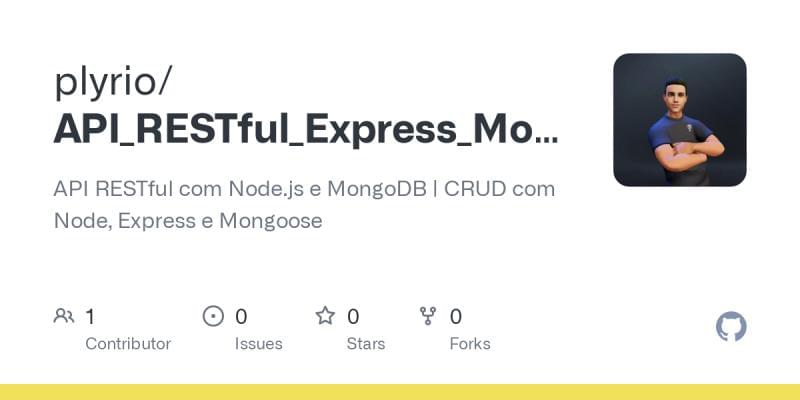 plyrio/
API_RESTful_Express_Mo...
API RESTful com Node.js e MongoDB | CRUD com
Node, Express e Mongoose
1
Contributor
0
Issues
0
Stars
0
Forks